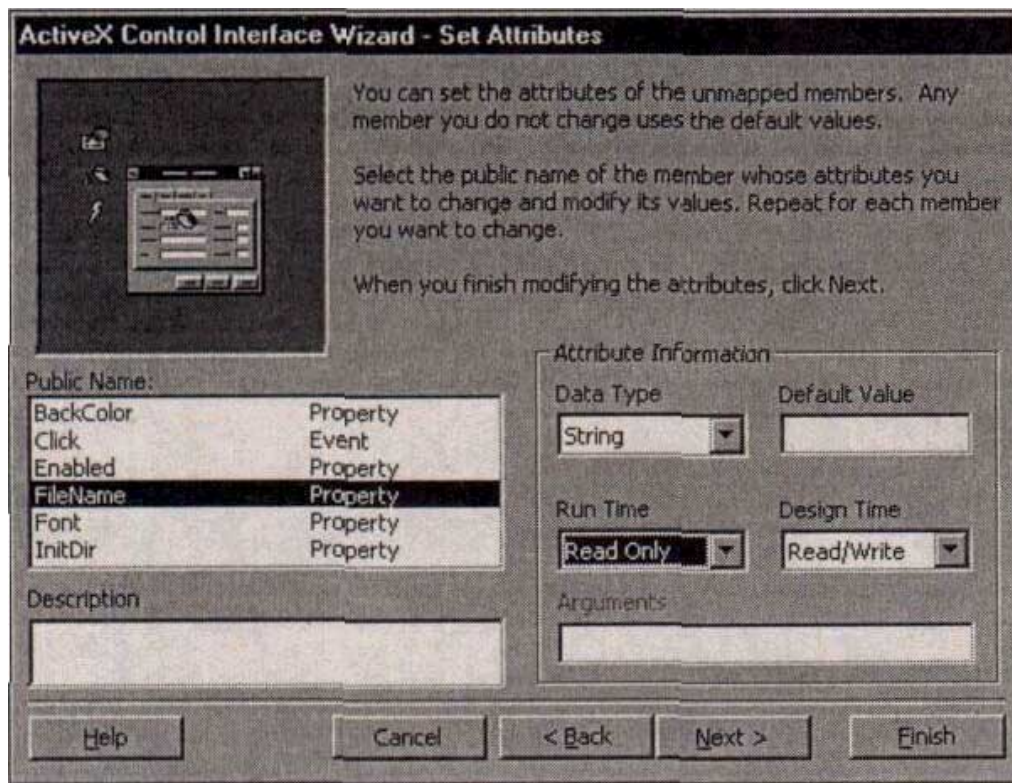 ActiveX Control Interface Wizard - Set Attributes
You can set the attributes of the unmapped members. Any
member you do not change uses the default values.
Select the public name of the member whose attributes you
want to change and modify its values. Repeat for each member
you want to change.
When you finish modifying the attributes, click Next.
Public Name:
BackColor Property
Click Event
Enabled Property
FileName Property
Font Property
InitDir Property
Description
Attribute Information
Data Type Default Value
String
Run Time Design Time
Read Only Read/Write
Arguments
Help Cancel < Back Next > Finish